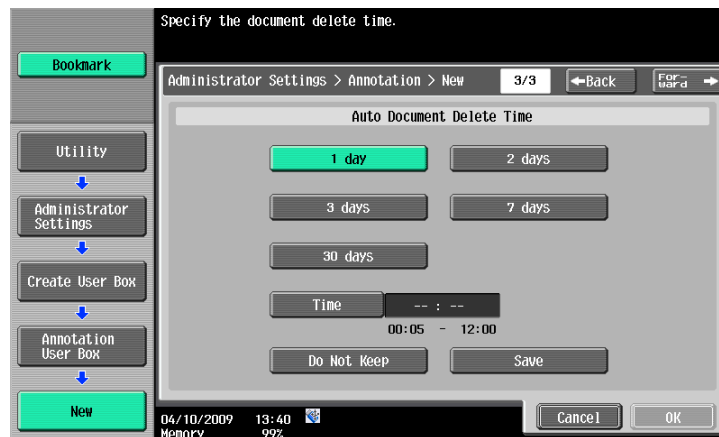 Specify the document delete time.
Bookmark
Administrator Settings > Annotation > New
3/3
←Back
For-
ward →
Auto Document Delete Time
Utility
Administrator
Settings
Create User Box
Annotation
User Box
New
1 day
2 days
3 days
7 days
30 days
Time
-- : --
00:05 - 12:00
Do Not Keep
Save
04/10/2009 13:40
Memory 99%
Cancel
OK